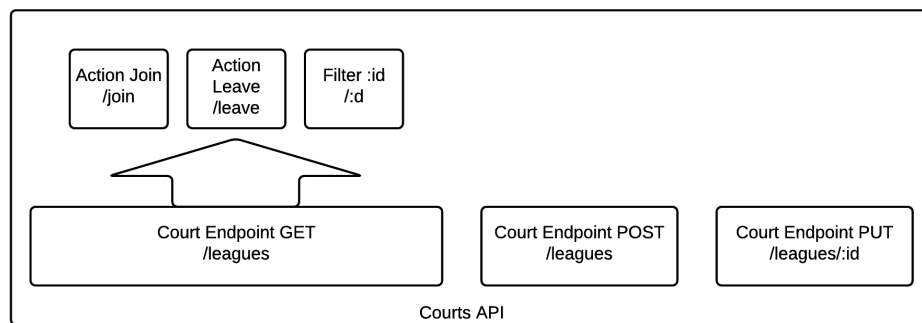 Action Join
/join
Action
Leave
/leave
Filter :id
/:d
Court Endpoint GET
/leagues
Court Endpoint POST
/leagues
Court Endpoint PUT
/leagues/:id
Courts API